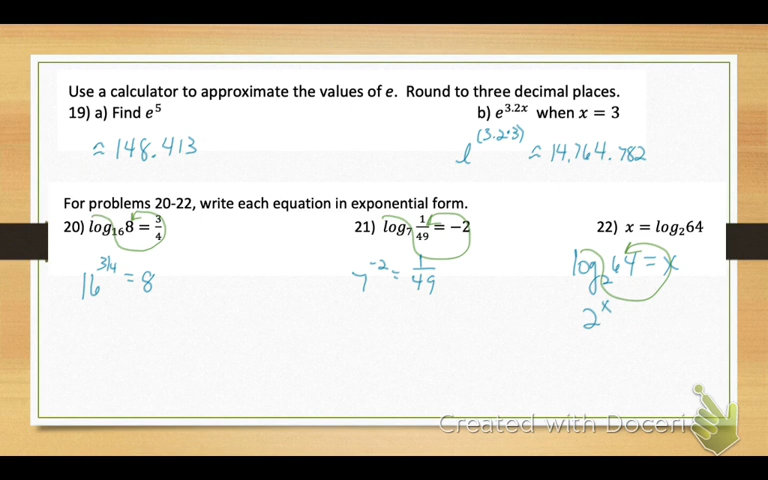 Use a calculator to approximate the values of e. Round to three decimal places.
19) a) Find e⁵ b) e^{3.2x} when x = 3
≈ 148.413 e^{(3.2·3)} ≈ 14,764.782
For problems 20-22, write each equation in exponential form.
20) log₁₆8 = 3/4 21) log₇ 1/49 = −2 22) x = log₂64
16^{3/4} = 8 7^{-2} = 1/49 log₂ 64 = x
2^x
Created with Doceri